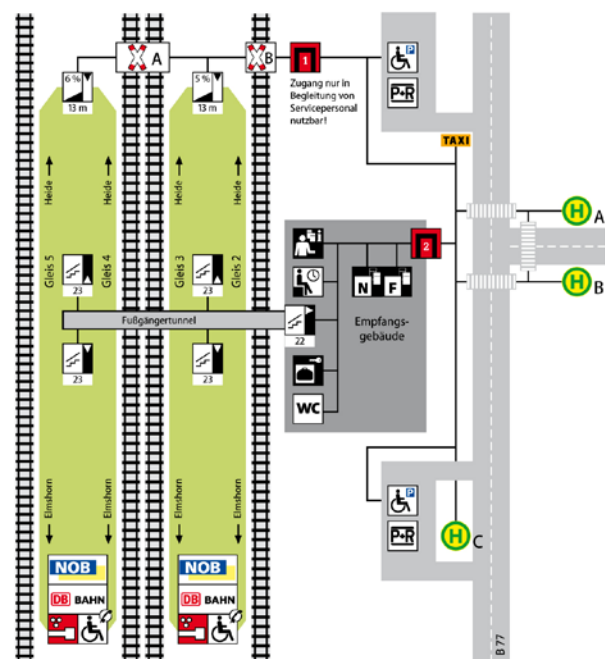 A
B
1
6 %
13 m
5 %
13 m
Zugang nur in
Begleitung von
Servicepersonal
nutzbar!
P
P+R
TAXI
Heide
Heide
Heide
Heide
Gleis 5
Gleis 4
Gleis 3
Gleis 2
H
A
H
B
2
i
N
F
23
23
Fußgängertunnel
22
Empfangs-
gebäude
23
23
WC
Elmshorn
Elmshorn
Elmshorn
Elmshorn
P
P+R
H
C
NOB
DB BAHN
NOB
DB BAHN
B 77